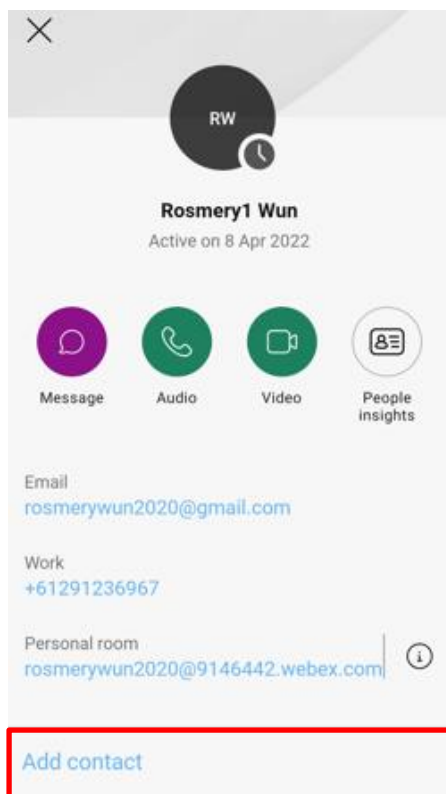 RW
Rosmery1 Wun
Active on 8 Apr 2022
Message
Audio
Video
People
insights
Email
rosmerywun2020@gmail.com
Work
+61291236967
Personal room
rosmerywun2020@9146442.webex.com
Add contact